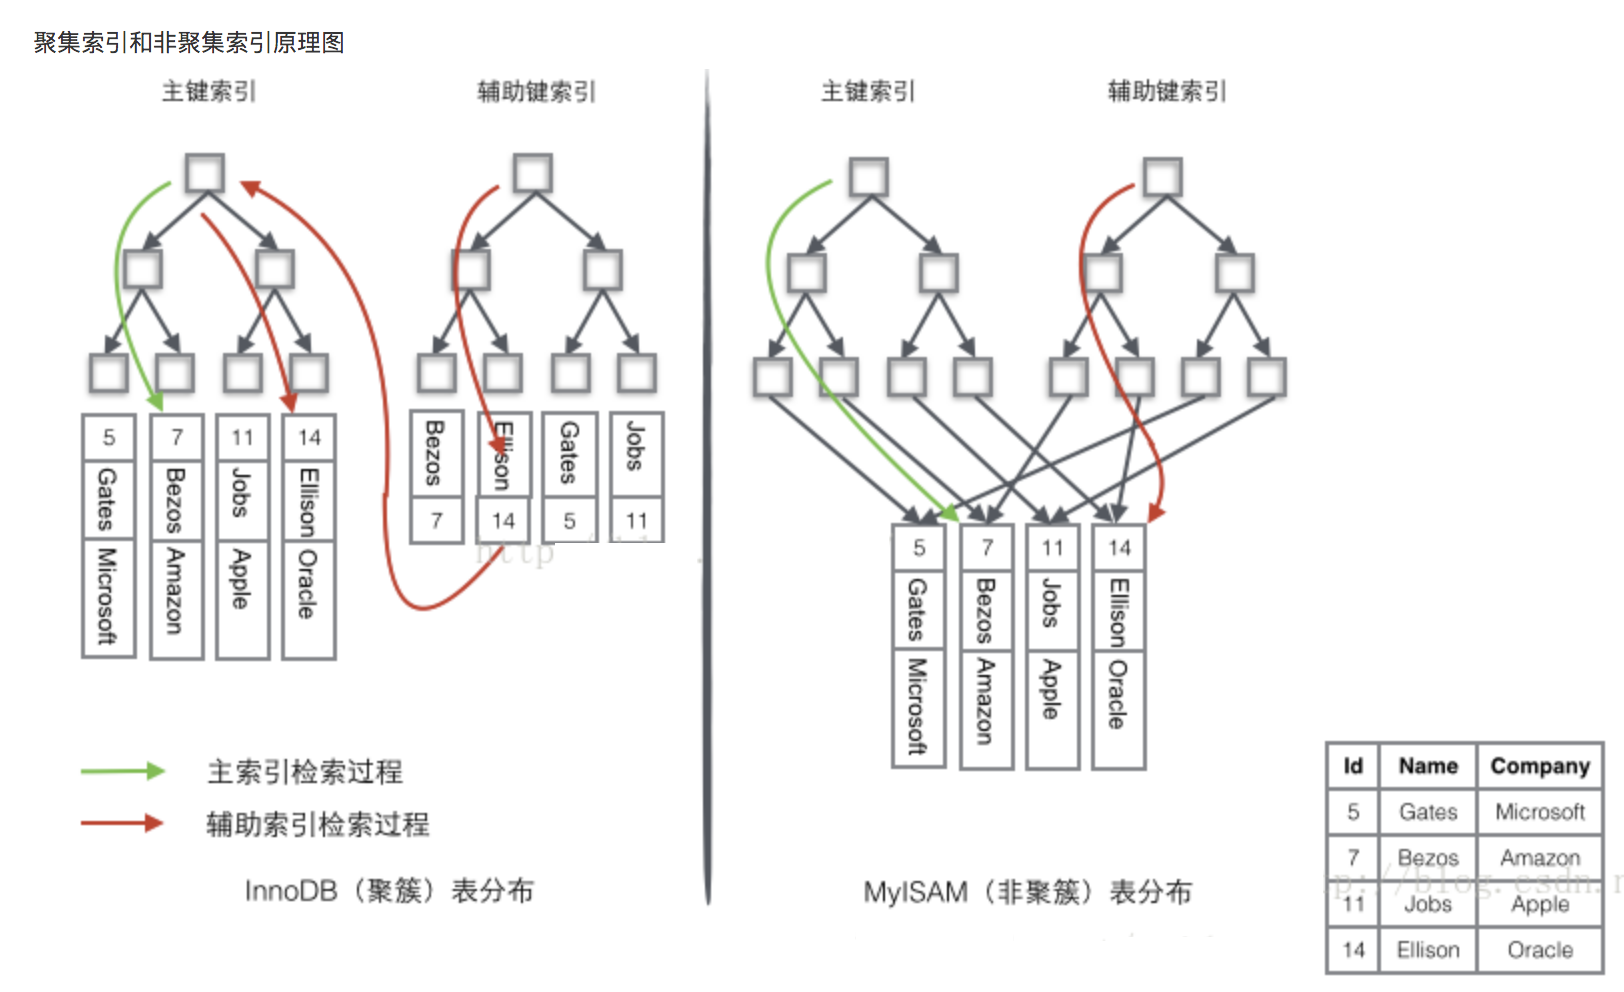 聚集索引和非聚集索引原理图
主键索引
辅助键索引
5
Gates
Microsoft
7
Bezos
Amazon
11
Jobs
Apple
14
Ellison
Oracle
Bezos
7
Ellison
14
Gates
5
Jobs
11
http
主索引检索过程
辅助索引检索过程
InnoDB（聚簇）表分布
主键索引
辅助键索引
5
Gates
Microsoft
7
Bezos
Amazon
11
Jobs
Apple
14
Ellison
Oracle
MyISAM（非聚簇）表分布
Id Name Company
5 Gates Microsoft
7 Bezos Amazon
11 Jobs Apple
14 Ellison Oracle
p://blog.csdn.n